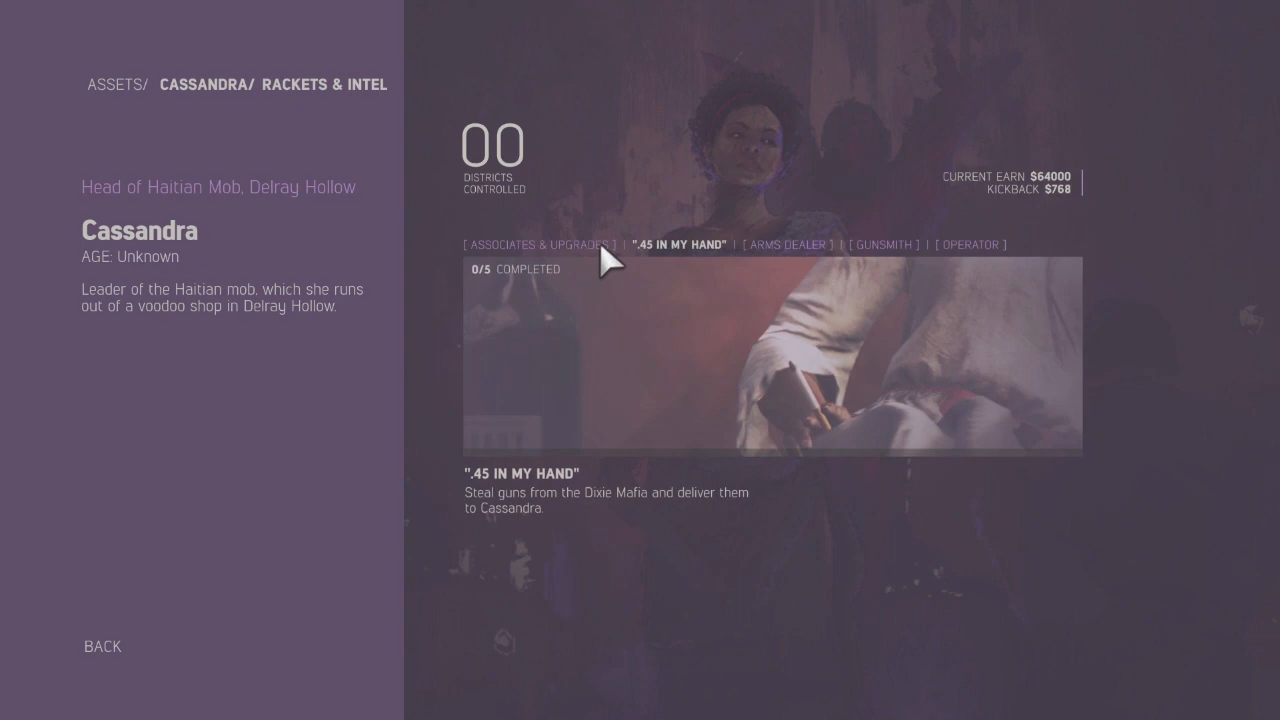 ASSETS/ CASSANDRA/ RACKETS & INTEL
Head of Haitian Mob, Delray Hollow
Cassandra
AGE: Unknown
Leader of the Haitian mob, which she runs
out of a voodoo shop in Delray Hollow.
BACK
00
DISTRICTS
CONTROLLED
CURRENT EARN $64000
KICKBACK $768
[ ASSOCIATES & UPGRADES ] | ".45 IN MY HAND" | [ ARMS DEALER ] | [ GUNSMITH ] | [ OPERATOR ]
0/5 COMPLETED
".45 IN MY HAND"
Steal guns from the Dixie Mafia and deliver them
to Cassandra.